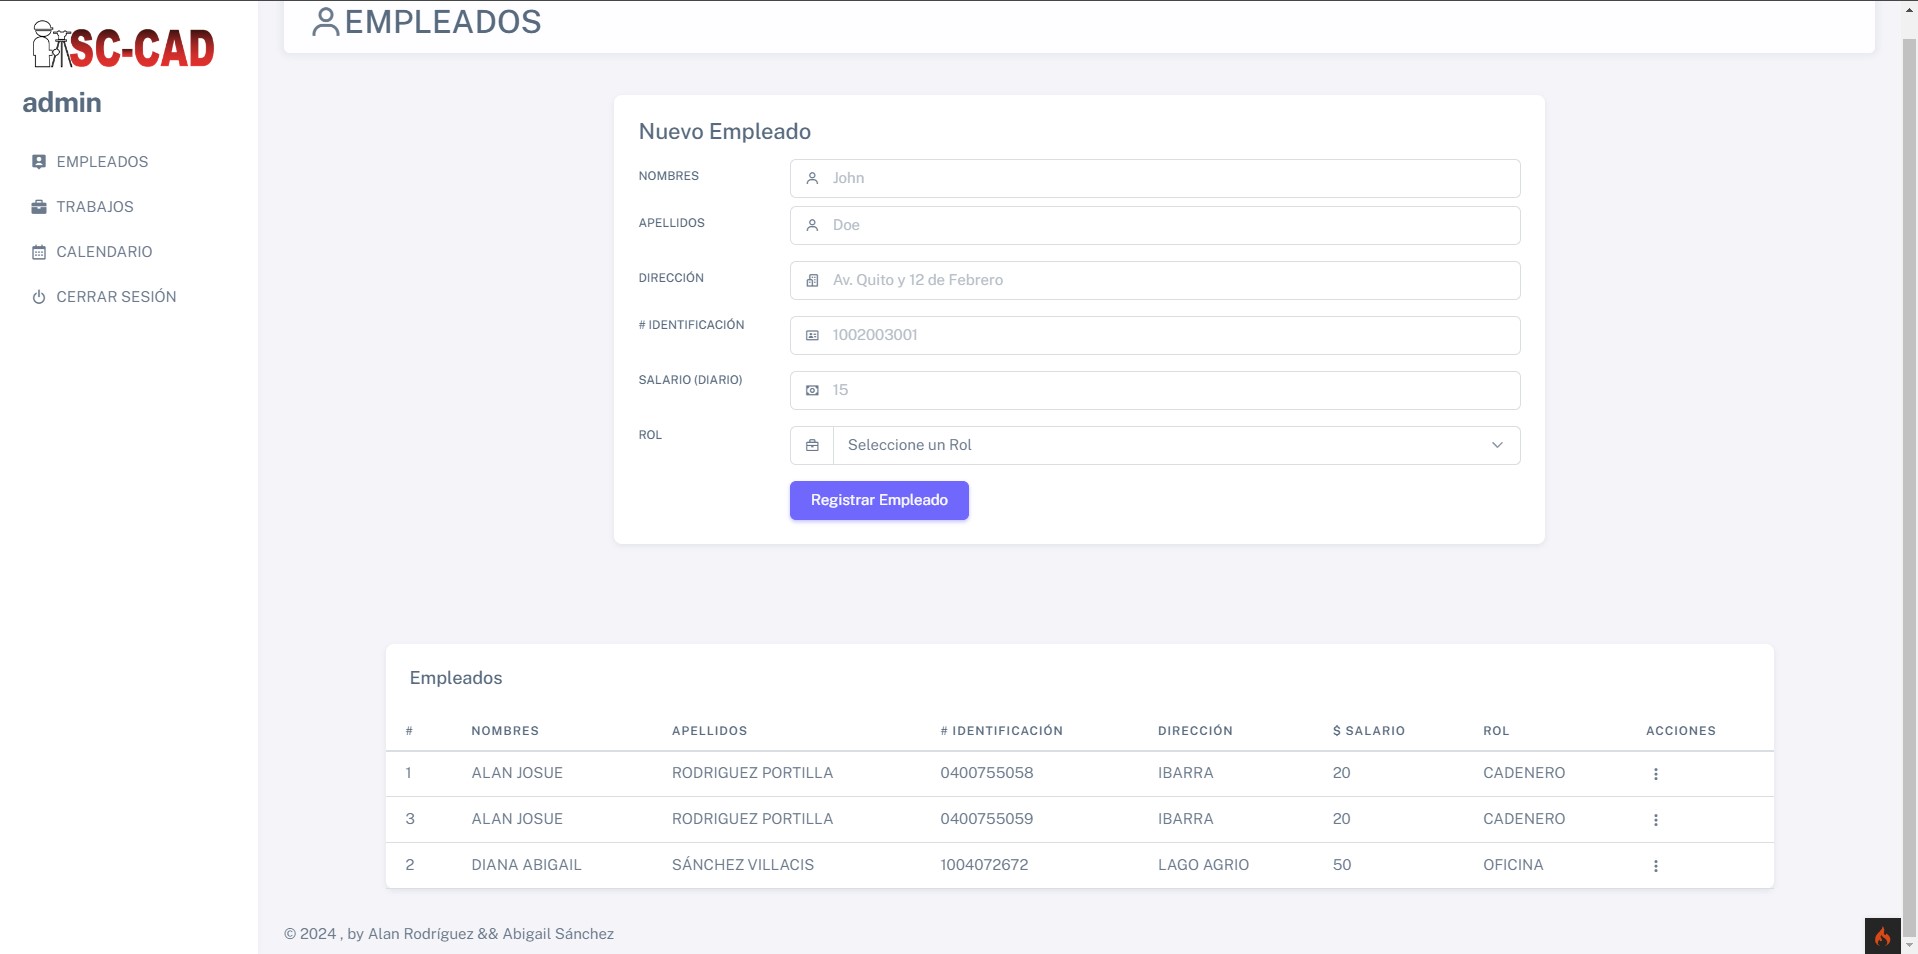 EMPLEADOS
SC-CAD
admin
EMPLEADOS
TRABAJOS
CALENDARIO
CERRAR SESIÓN
Nuevo Empleado
NOMBRES John
APELLIDOS Doe
DIRECCIÓN Av. Quito y 12 de Febrero
# IDENTIFICACIÓN 1002003001
SALARIO (DIARIO) 15
ROL Seleccione un Rol
Registrar Empleado
Empleados
# NOMBRES APELLIDOS # IDENTIFICACIÓN DIRECCIÓN $ SALARIO ROL ACCIONES
1 ALAN JOSUE RODRIGUEZ PORTILLA 0400755058 IBARRA 20 CADENERO
3 ALAN JOSUE RODRIGUEZ PORTILLA 0400755059 IBARRA 20 CADENERO
2 DIANA ABIGAIL SÁNCHEZ VILLACIS 1004072672 LAGO AGRIO 50 OFICINA
© 2024 , by Alan Rodríguez && Abigail Sánchez